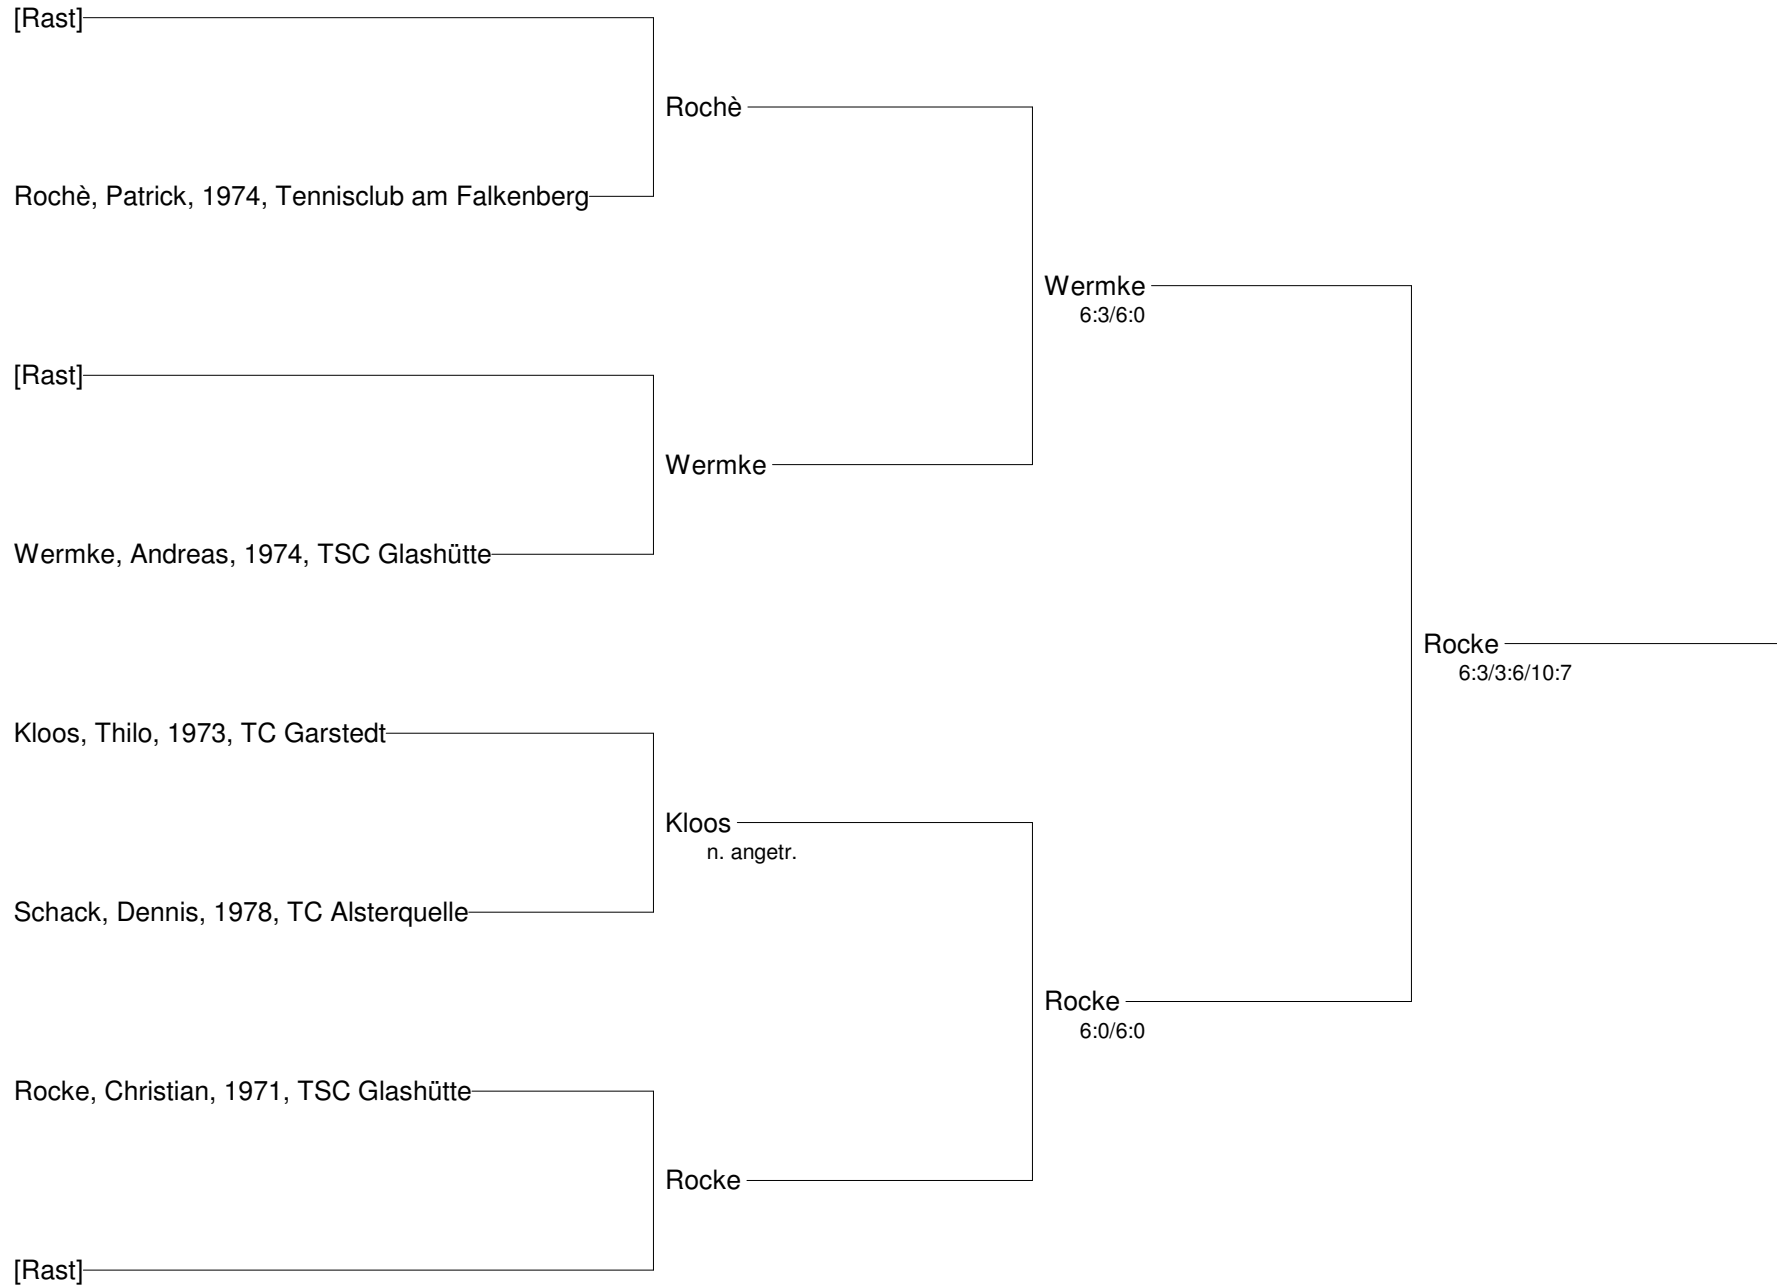 [Rast]
Rochè
Rochè, Patrick, 1974, Tennisclub am Falkenberg
Wermke
6:3/6:0
[Rast]
Wermke
Wermke, Andreas, 1974, TSC Glashütte
Rocke
6:3/3:6/10:7
Kloos, Thilo, 1973, TC Garstedt
Kloos
n. angetr.
Schack, Dennis, 1978, TC Alsterquelle
Rocke
6:0/6:0
Rocke, Christian, 1971, TSC Glashütte
Rocke
[Rast]